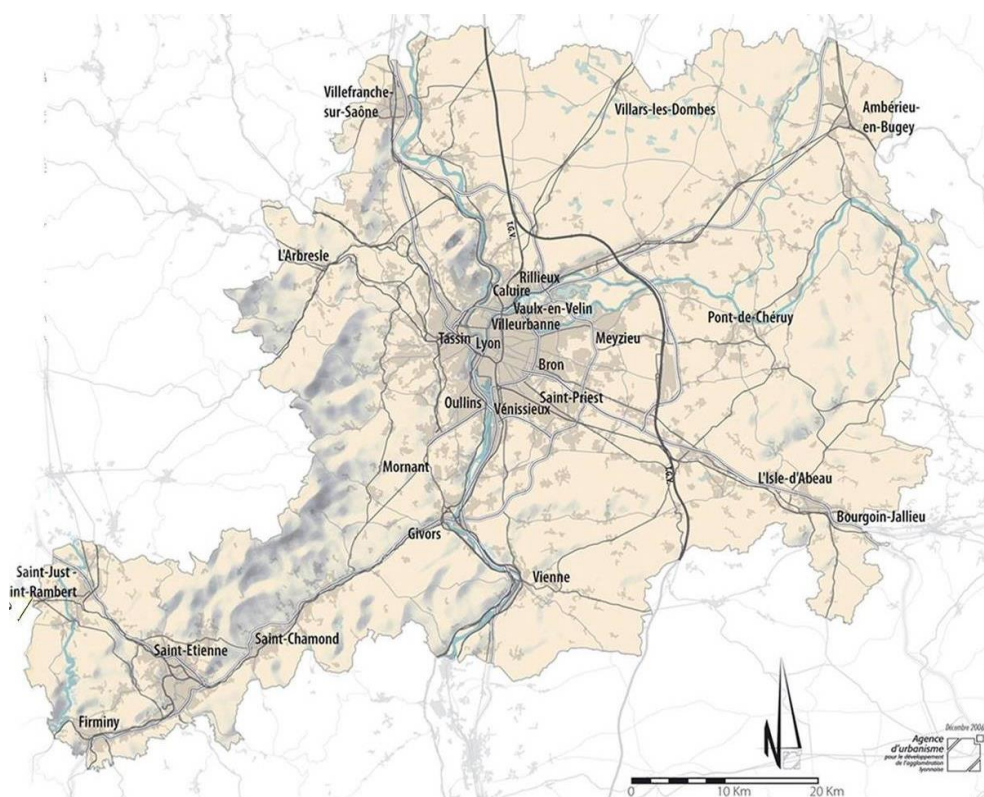 Villefranche-
sur-Saône
Villars-les-Dombes
Ambérieu-
en-Bugey
T.G.V.
L'Arbresle
Rillieux
Caluire
Vaulx-en-Velin
Villeurbanne
Pont-de-Chéruy
Tassin
Lyon
Meyzieu
Bron
Saint-Priest
Oullins
Vénissieux
Mornant
T.G.V.
L'Isle-d'Abeau
Bourgoin-Jallieu
Givors
Saint-Just -
int-Rambert
Vienne
Saint-Chamond
Saint-Etienne
Firminy
N
Décembre 2006
Agence
d'urbanisme
pour le développement
de l'agglomération
lyonnaise
0 10 Km 20 Km